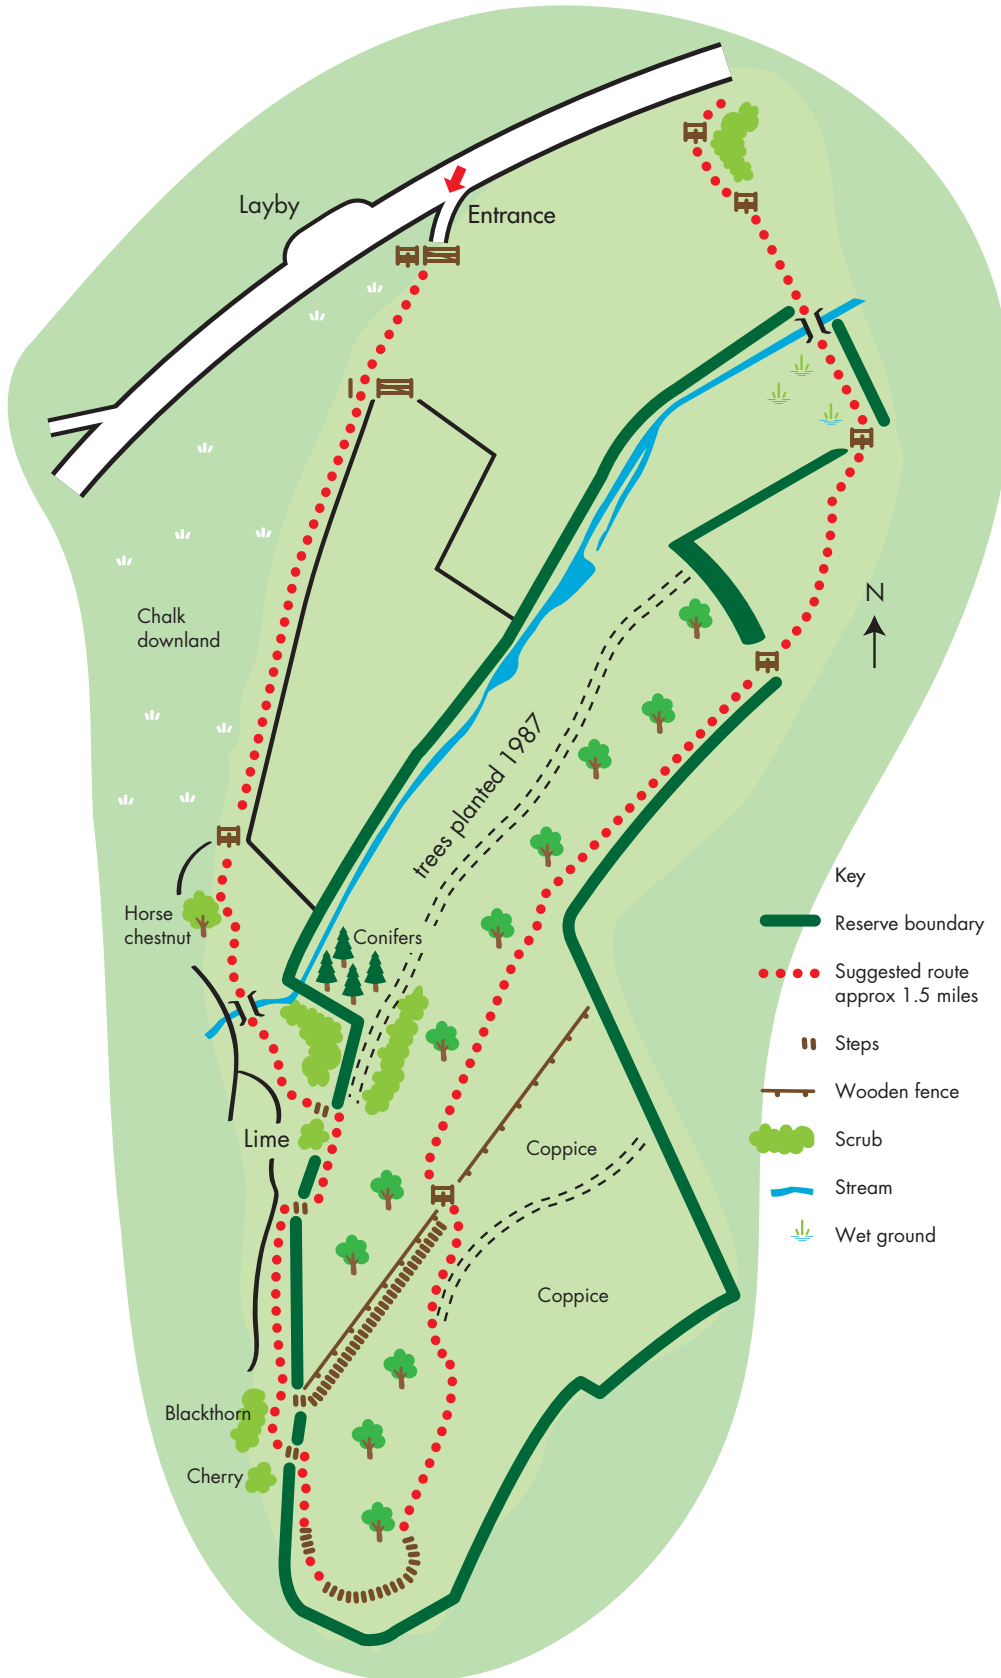 Layby
Entrance
Chalk
downland
N
trees planted 1987
Horse
chestnut
Conifers
Key
Reserve boundary
Suggested route
approx 1.5 miles
Steps
Wooden fence
Scrub
Stream
Wet ground
Lime
Coppice
Coppice
Blackthorn
Cherry